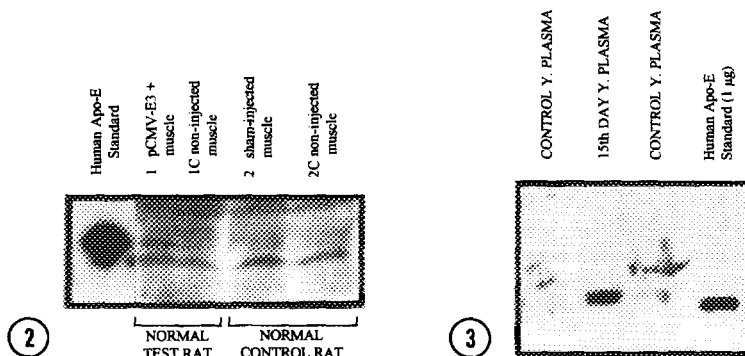 Human Apo-E
Standard
1 pCMV-E3 +
muscle
1C non-injected
muscle
2 sham-injected
muscle
2C non-injected
muscle
2
NORMAL
TEST RAT
NORMAL
CONTROL RAT
CONTROL Y. PLASMA
15th DAY Y. PLASMA
CONTROL Y. PLASMA
Human Apo-E
Standard (1 µg)
3